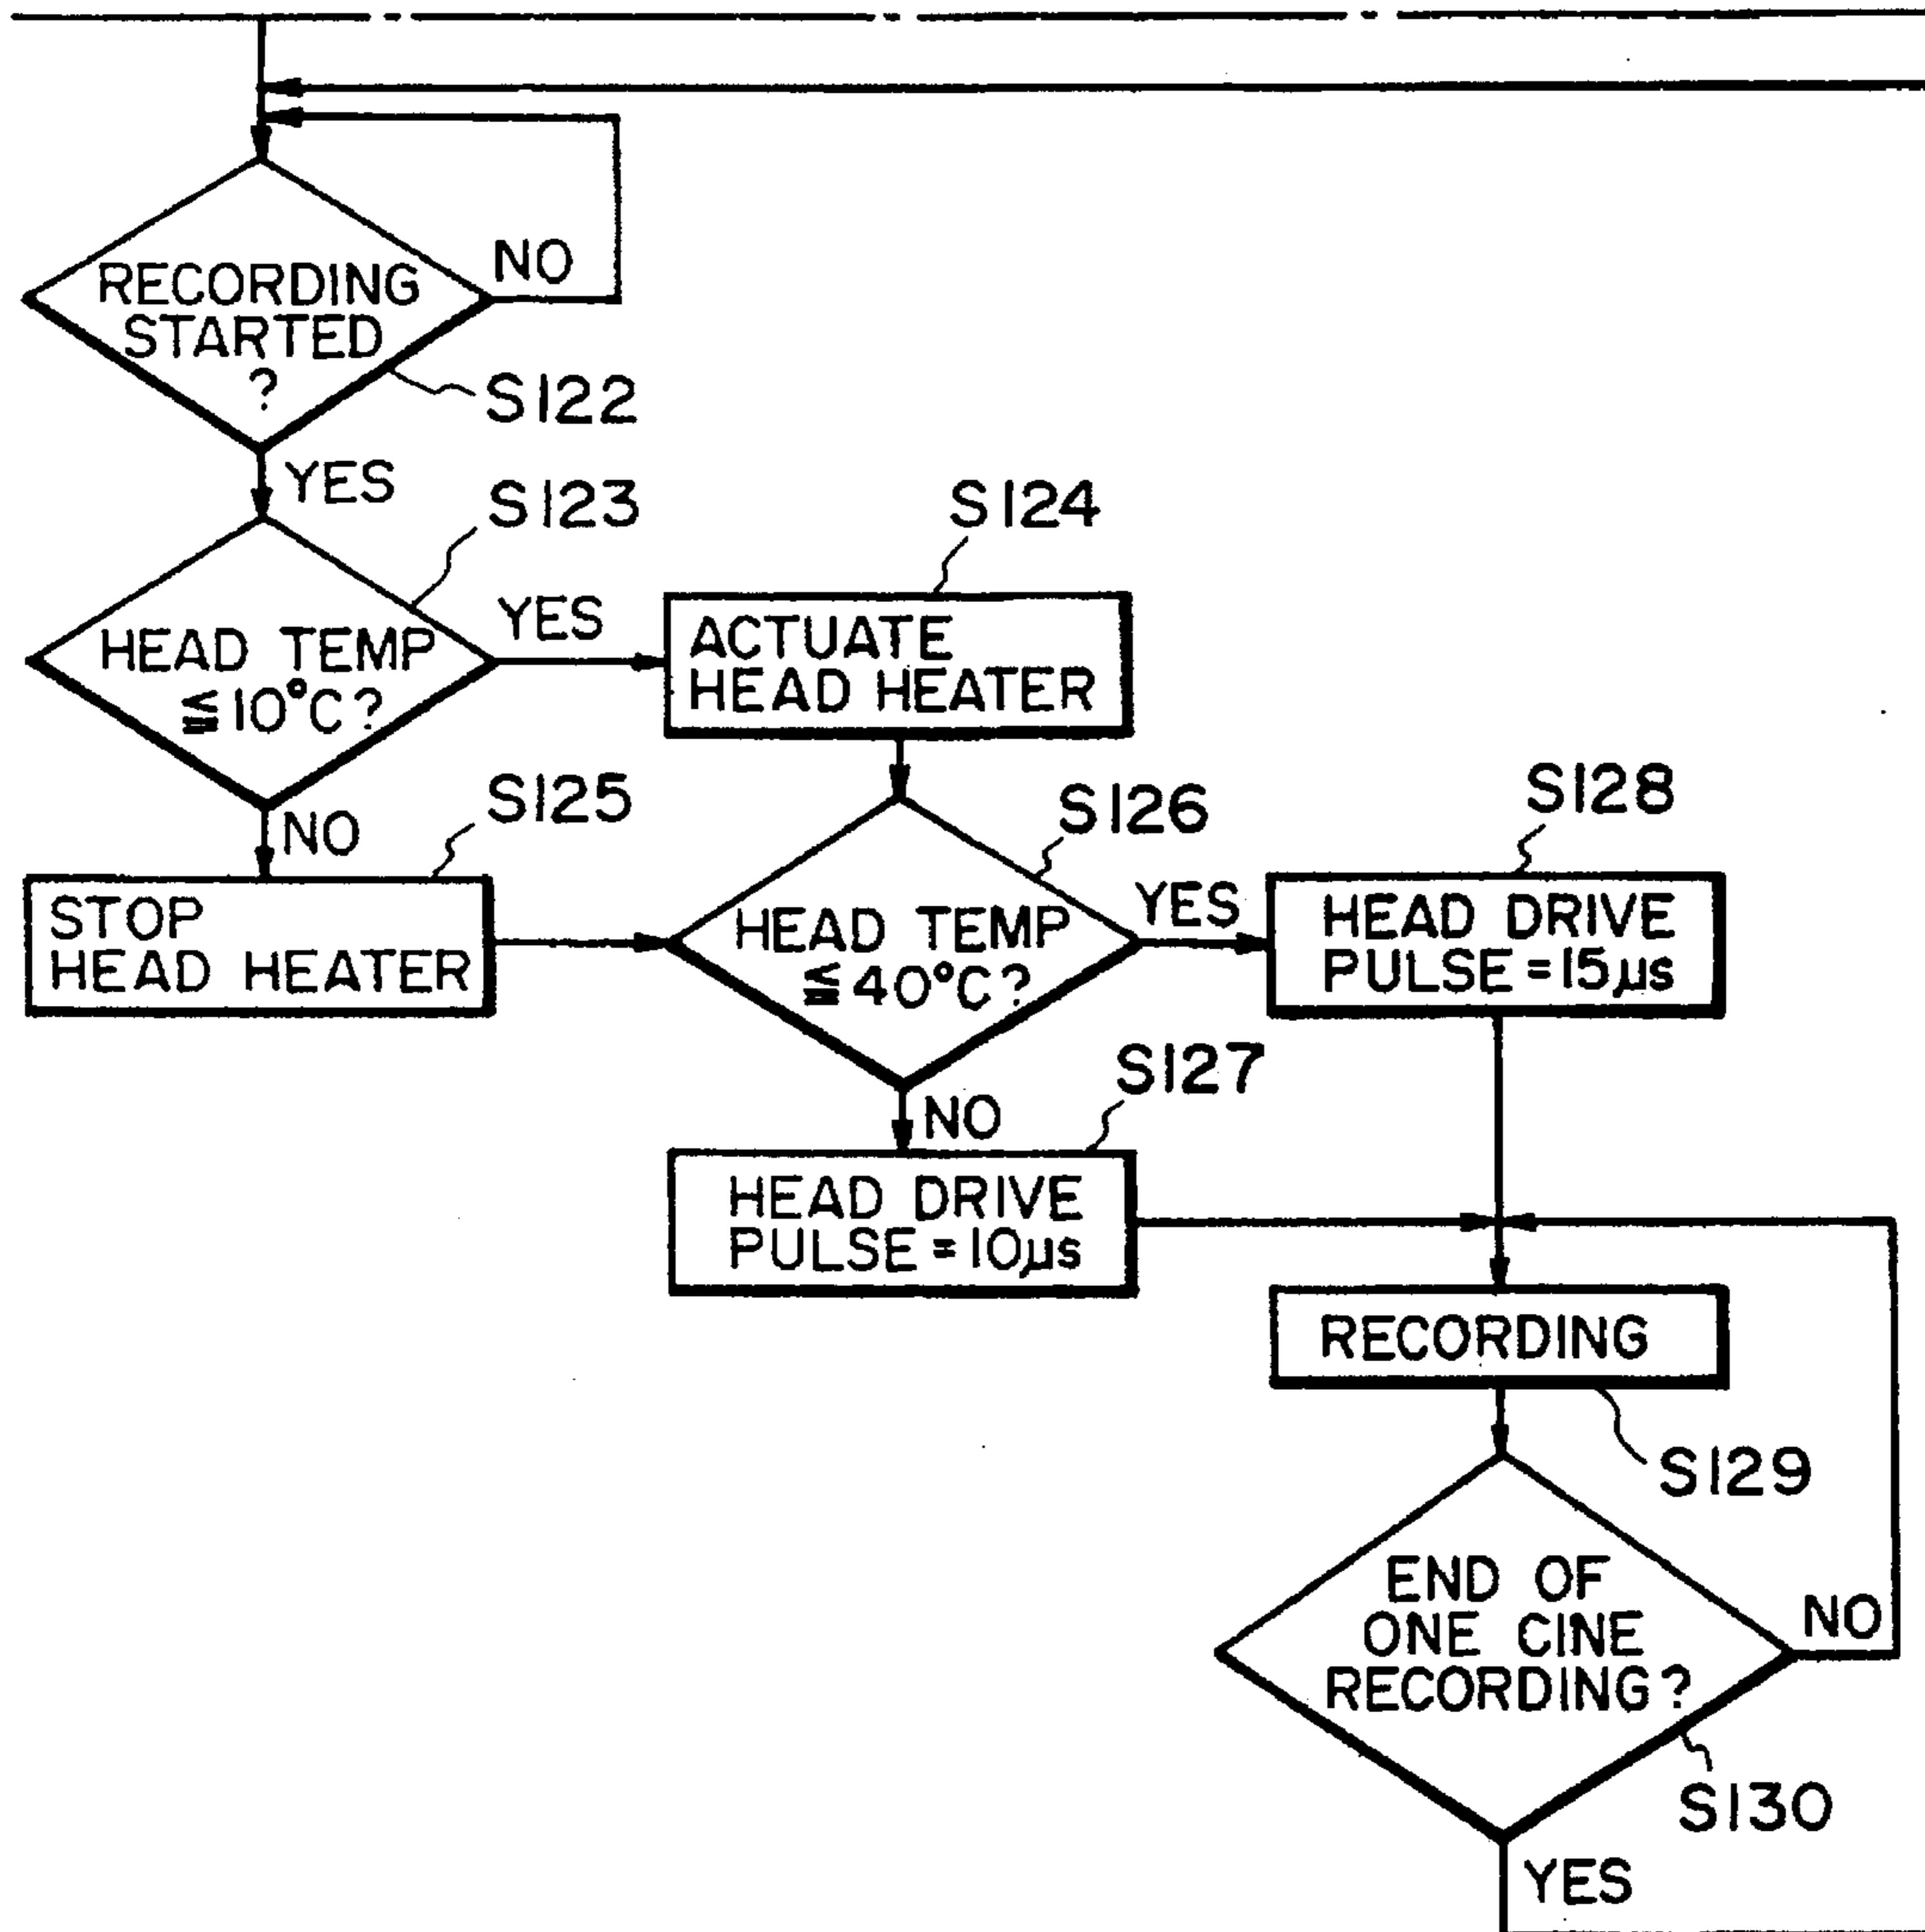 RECORDING
STARTED
?
NO
S122
YES
S123
HEAD TEMP
≦10°C?
YES
S124
ACTUATE
HEAD HEATER
NO
S125
STOP
HEAD HEATER
S126
HEAD TEMP
≦40°C?
YES
S128
HEAD DRIVE
PULSE=15μs
NO
S127
HEAD DRIVE
PULSE=10μs
RECORDING
S129
END OF
ONE CINE
RECORDING?
NO
S130
YES